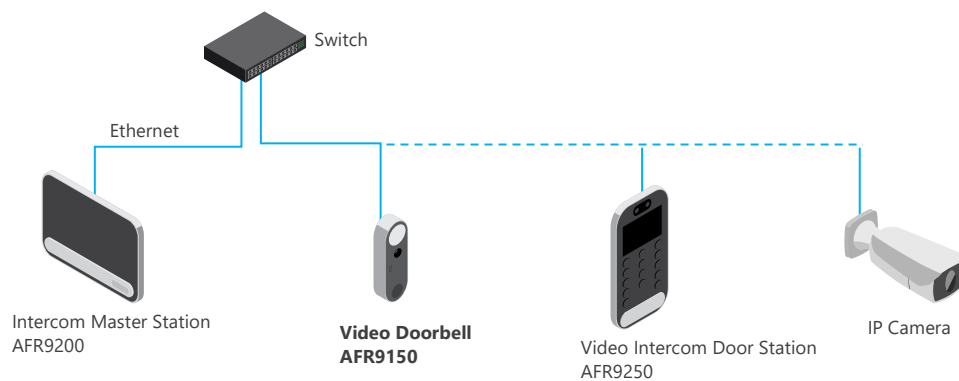 Switch
Ethernet
Intercom Master Station
AFR9200
Video Doorbell
AFR9150
Video Intercom Door Station
AFR9250
IP Camera